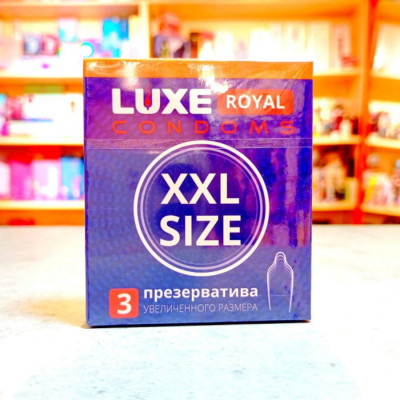 LUXE ROYAL
CONDOMS
XXL
SIZE
3 презерватива
УВЕЛИЧЕННОГО РАЗМЕРА